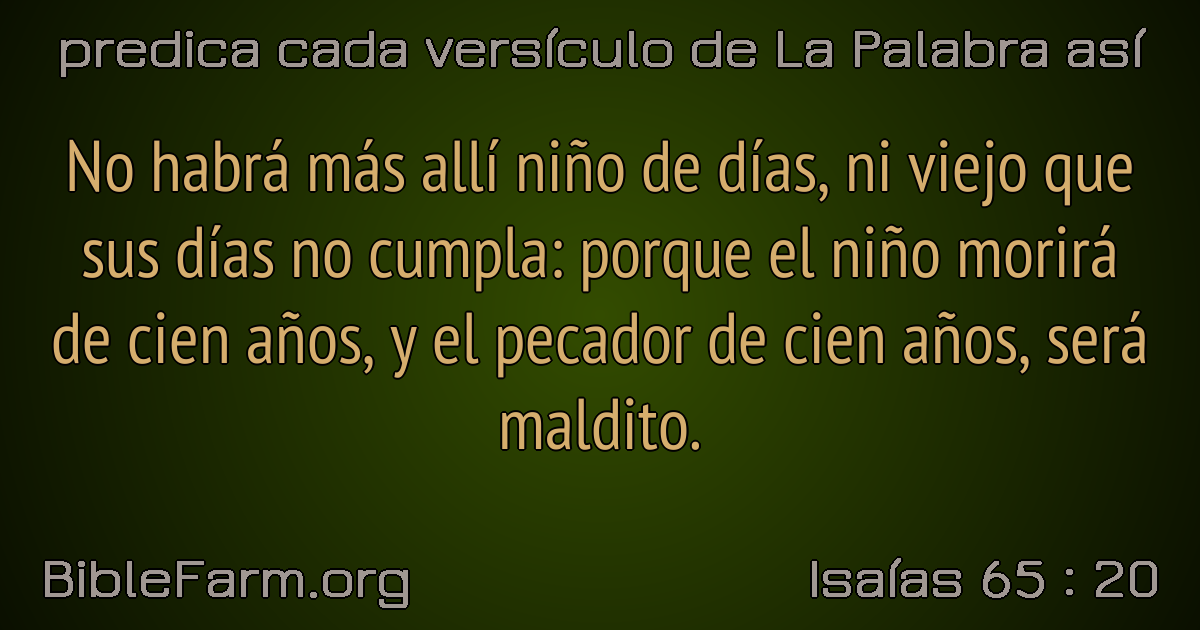 predica cada versículo de La Palabra así
No habrá más allí niño de días, ni viejo que
sus días no cumpla: porque el niño morirá
de cien años, y el pecador de cien años, será
maldito.
BibleFarm.org
Isaías 65 : 20